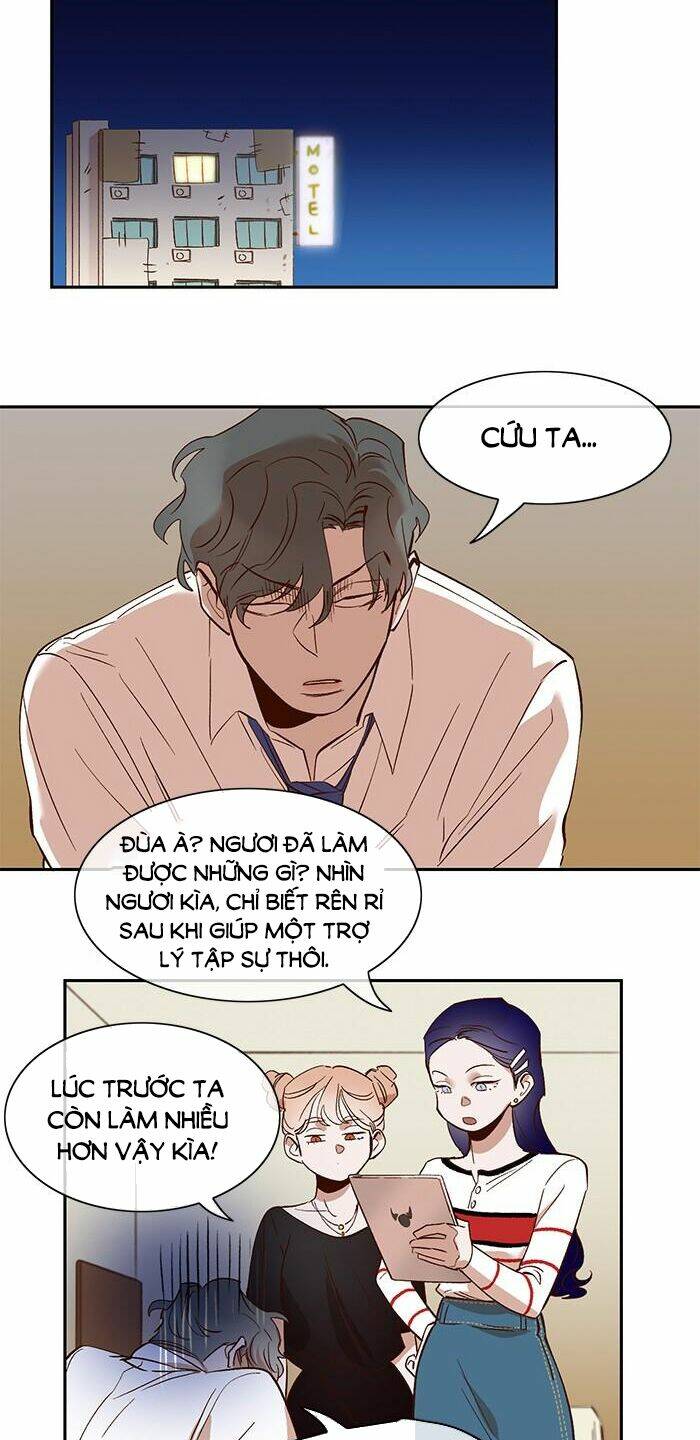 MOTEL
CỨU TA...
ĐÙA À? NGƯƠI ĐÃ LÀM
ĐƯỢC NHỮNG GÌ? NHÌN
NGƯƠI KÌA, CHỈ BIẾT RÊN RỈ
SAU KHI GIÚP MỘT TRỢ
LÝ TẬP SỰ THÔI.
LÚC TRƯỚC TA
CÒN LÀM NHIỀU
HƠN VẬY KÌA!